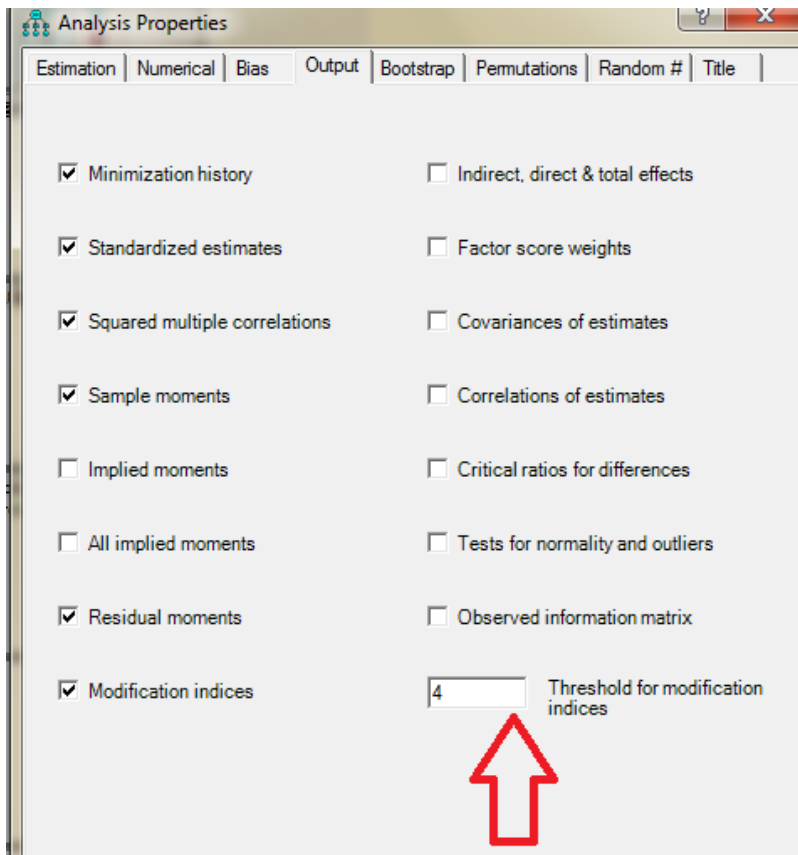 Analysis Properties
Estimation Numerical Bias Output Bootstrap Permutations Random # Title
Minimization history Indirect, direct & total effects
Standardized estimates Factor score weights
Squared multiple correlations Covariances of estimates
Sample moments Correlations of estimates
Implied moments Critical ratios for differences
All implied moments Tests for normality and outliers
Residual moments Observed information matrix
Modification indices 4 Threshold for modification
indices